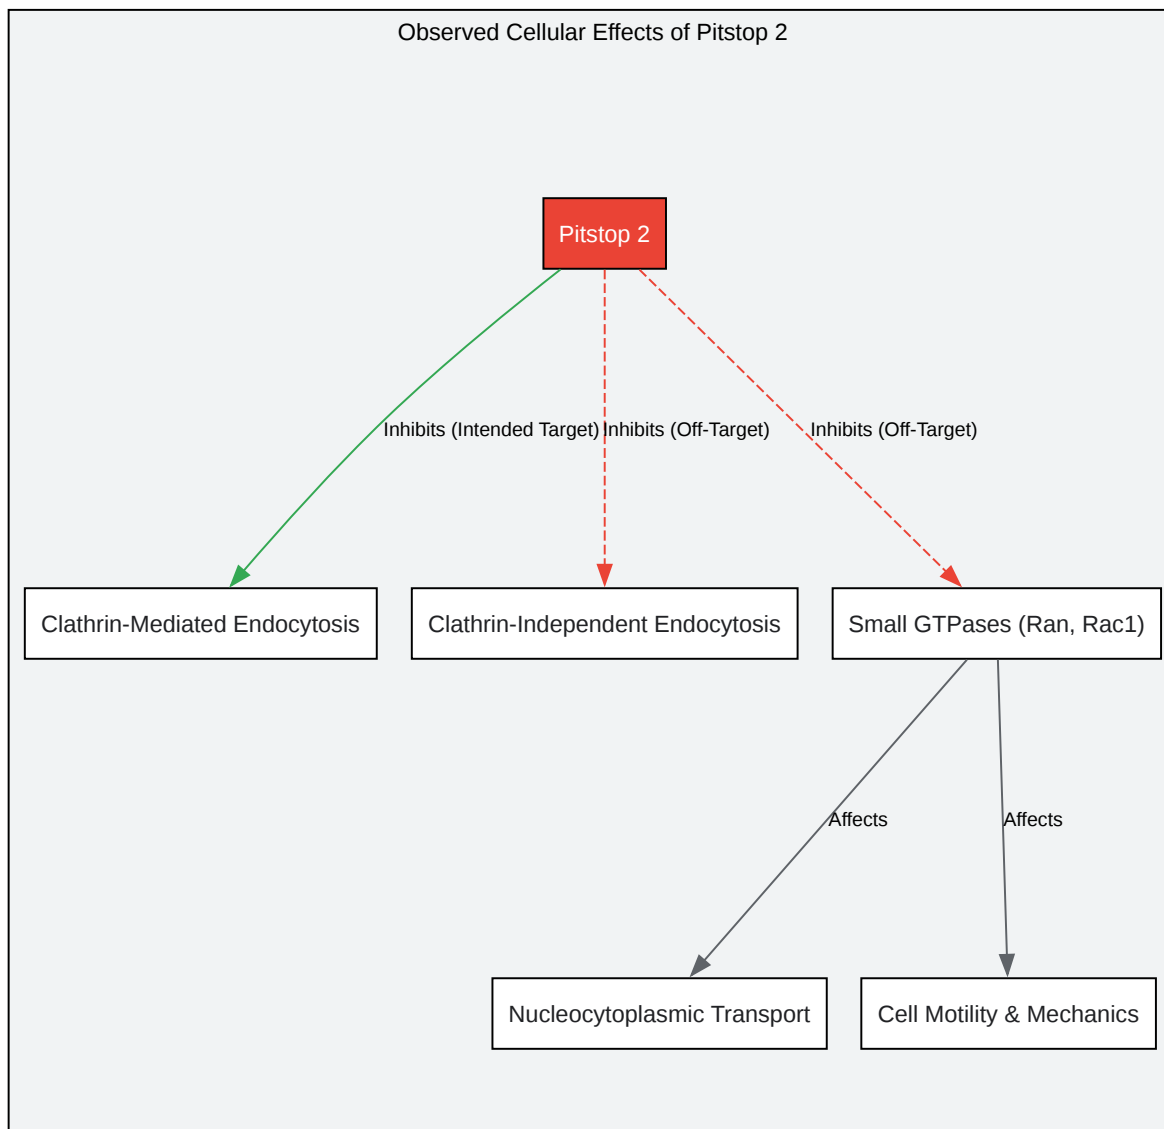 Observed Cellular Effects of Pitstop 2
Pitstop 2
Inhibits (Intended Target)
Inhibits (Off-Target)
Inhibits (Off-Target)
Clathrin-Mediated Endocytosis
Clathrin-Independent Endocytosis
Small GTPases (Ran, Rac1)
Affects
Affects
Nucleocytoplasmic Transport
Cell Motility & Mechanics